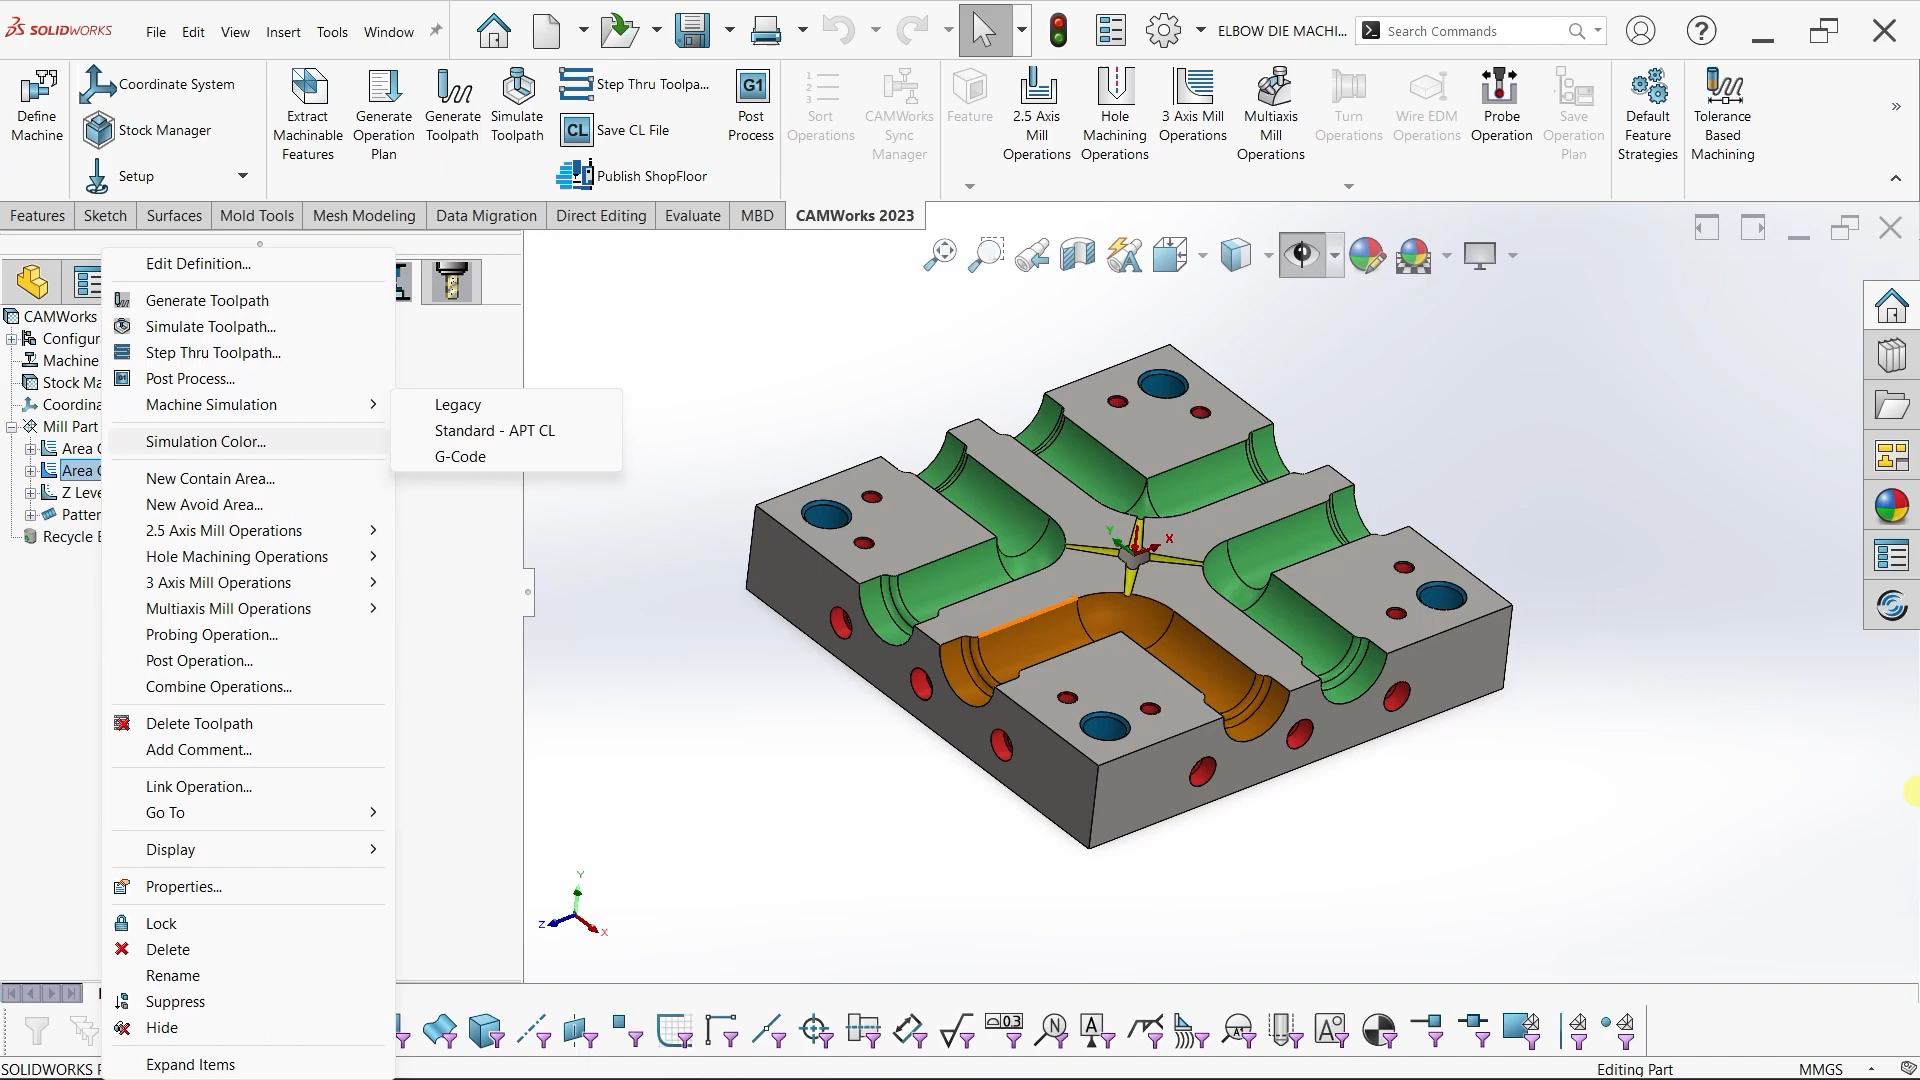 SOLIDWORKS
File Edit View Insert Tools Window
ELBOW DIE MACHI...
Search Commands
Define Machine
Coordinate System
Stock Manager
Setup
Extract Machinable Features
Generate Operation Plan
Generate Toolpath
Simulate Toolpath
Step Thru Toolpa...
CL Save CL File
Publish ShopFloor
G1
Post Process
Sort Operations
CAMWorks Sync Manager
Feature
2.5 Axis Mill Operations
Hole Machining Operations
3 Axis Mill Operations
Multiaxis Mill Operations
Turn Operations
Wire EDM Operations
Probe Operation
Save Operation Plan
Default Feature Strategies
Tolerance Based Machining
Features Sketch Surfaces Mold Tools Mesh Modeling Data Migration Direct Editing Evaluate MBD CAMWorks 2023
CAMWorks
Configur
Machine
Stock Ma
Coordina
Mill Part
Area C
Area C
Z Leve
Patter
Recycle B
Edit Definition...
Generate Toolpath
Simulate Toolpath...
Step Thru Toolpath...
Post Process...
Machine Simulation
Simulation Color...
New Contain Area...
New Avoid Area...
2.5 Axis Mill Operations
Hole Machining Operations
3 Axis Mill Operations
Multiaxis Mill Operations
Probing Operation...
Post Operation...
Combine Operations...
Delete Toolpath
Add Comment...
Link Operation...
Go To
Display
Properties...
Lock
Delete
Rename
Suppress
Hide
Expand Items
Legacy
Standard - APT CL
G-Code
Y
X
Y
Z
X
SOLIDWORKS P
Editing Part
MMGS